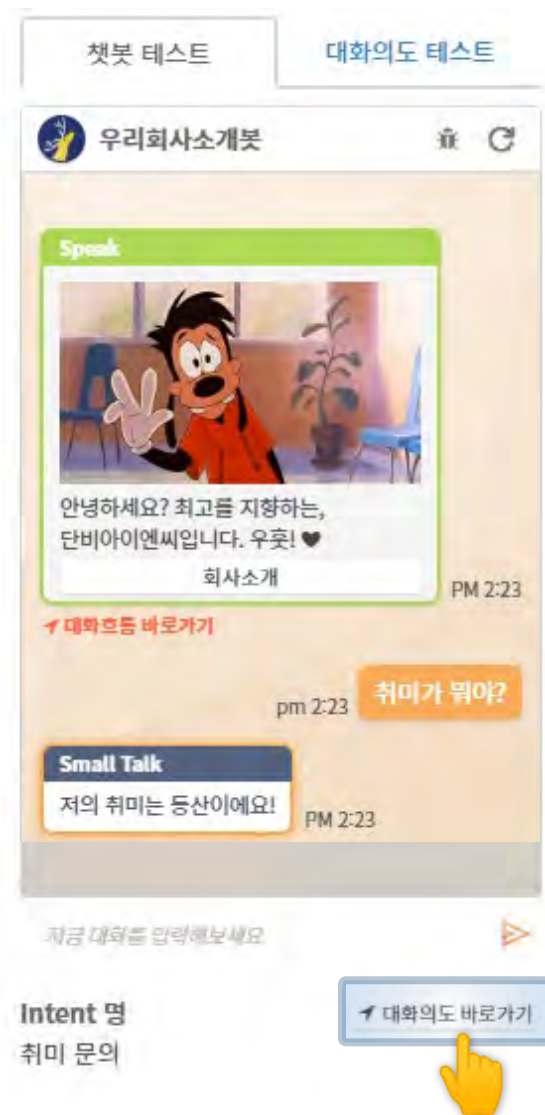 챗봇 테스트
대화의도 테스트
우리회사소개봇
Speak
안녕하세요? 최고를 지향하는,
단비아이엔씨입니다. 우훗! ♥
회사소개
PM 2:23
대화흐름 바로가기
취미가 뭐야?
pm 2:23
Small Talk
저의 취미는 등산이에요!
PM 2:23
지금 대화를 입력해보세요
Intent 명
대화의도 바로가기
취미 문의